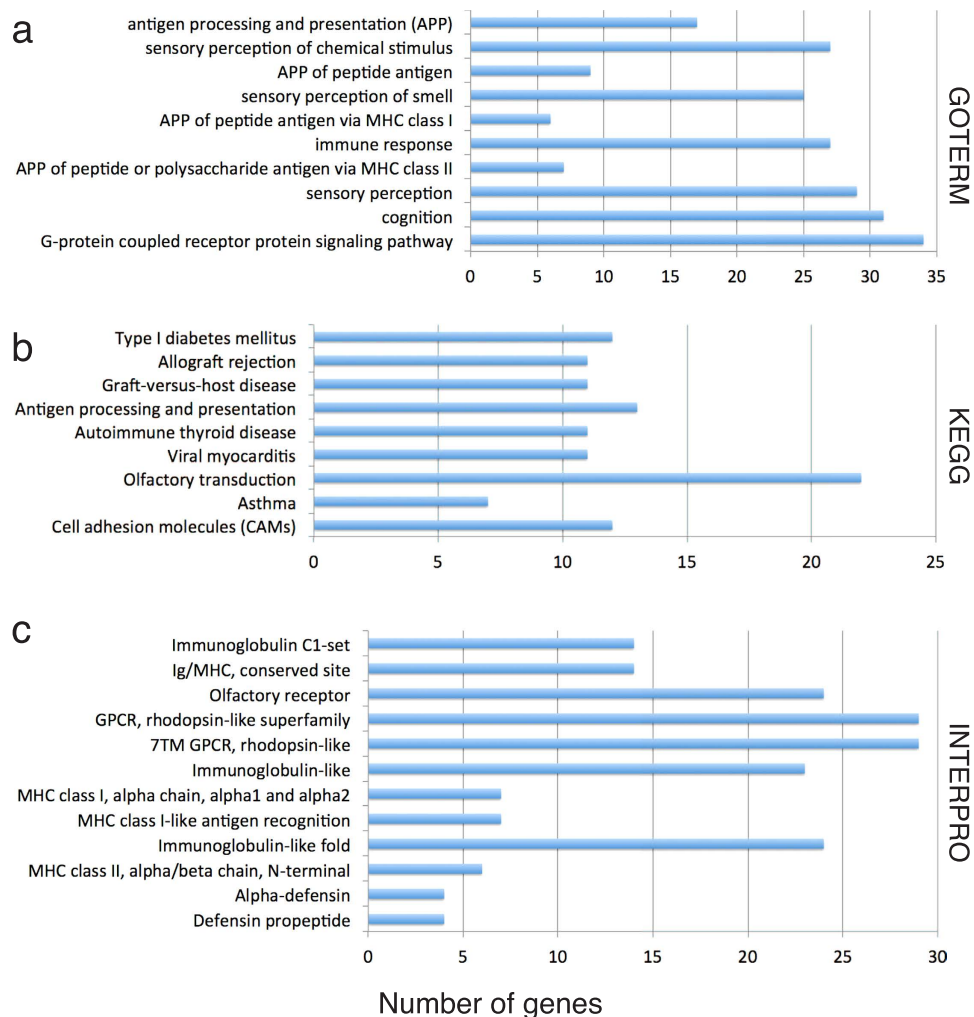 a
antigen processing and presentation (APP)
sensory perception of chemical stimulus
APP of peptide antigen
sensory perception of smell
APP of peptide antigen via MHC class I
immune response
APP of peptide or polysaccharide antigen via MHC class II
sensory perception
cognition
G-protein coupled receptor protein signaling pathway
0 5 10 15 20 25 30 35
GOTERM
b
Type I diabetes mellitus
Allograft rejection
Graft-versus-host disease
Antigen processing and presentation
Autoimmune thyroid disease
Viral myocarditis
Olfactory transduction
Asthma
Cell adhesion molecules (CAMs)
0 5 10 15 20 25
KEGG
c
Immunoglobulin C1-set
Ig/MHC, conserved site
Olfactory receptor
GPCR, rhodopsin-like superfamily
7TM GPCR, rhodopsin-like
Immunoglobulin-like
MHC class I, alpha chain, alpha1 and alpha2
MHC class I-like antigen recognition
Immunoglobulin-like fold
MHC class II, alpha/beta chain, N-terminal
Alpha-defensin
Defensin propeptide
0 5 10 15 20 25 30
INTERPRO
Number of genes